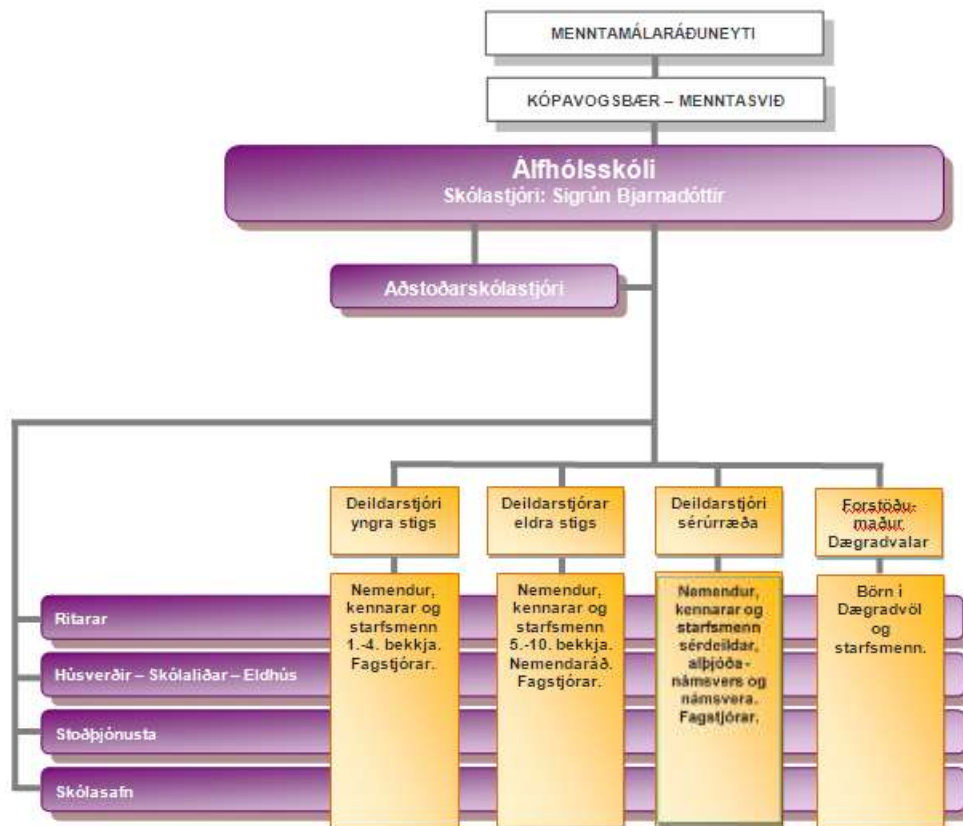 MENNTAMÁLARÁÐUNEYTI
KÓPAVOGSBÆR – MENNTASVIÐ
Álfhólsskóli
Skólastjóri: Sigrún Bjarnadóttir
Aðstoðarskólastjóri
Deildarstjóri
yngra stigs
Deildarstjórar
eldra stigs
Deildarstjóri
sérúrræða
Forstöðu-
maður
Dægradvalar
Nemendur,
kennarar og
starfsmenn
1.-4. bekkja.
Fagstjórar.
Nemendur,
kennarar og
starfsmenn
5.-10. bekkja.
Nemendaráð.
Fagstjórar.
Nemendur,
kennarar og
starfsmenn
sérdeildar,
alþjóða-
námsvers og
námsvera.
Fagstjórar.
Börn í
Dægradvöl
og
starfsmenn.
Ritarar
Húsverðir – Skólaliðar – Eldhús
Stoðþjónusta
Skólasafn